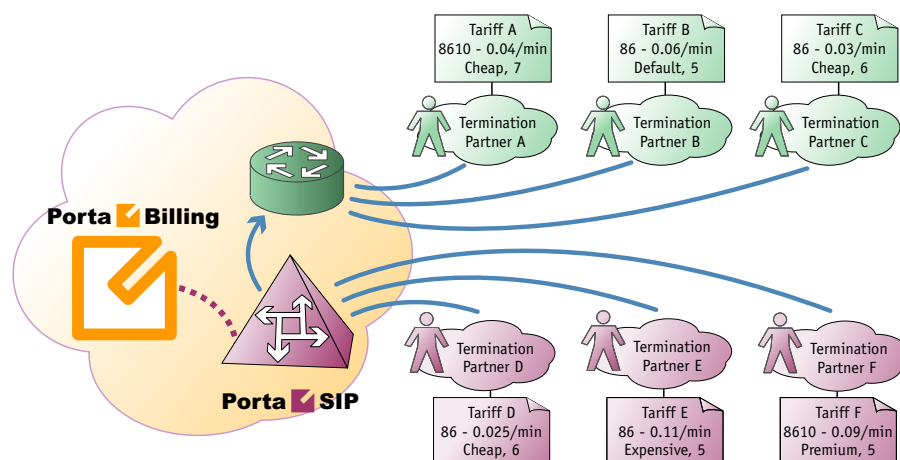 Tariff A
8610 - 0.04/min
Cheap, 7
Tariff B
86 - 0.06/min
Default, 5
Tariff C
86 - 0.03/min
Cheap, 6
Termination
Partner A
Termination
Partner B
Termination
Partner C
Porta Billing
Porta SIP
Termination
Partner D
Termination
Partner E
Termination
Partner F
Tariff D
86 - 0.025/min
Cheap, 6
Tariff E
86 - 0.11/min
Expensive, 5
Tariff F
8610 - 0.09/min
Premium, 5